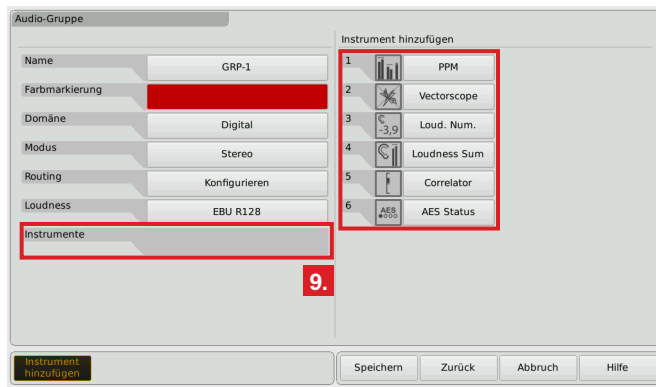 Audio-Gruppe
Name
GRP-1
Farbmarkierung
Domäne
Digital
Modus
Stereo
Routing
Konfigurieren
Loudness
EBU R128
Instrumente
9.
Instrument hinzufügen
1
PPM
2
Vectorscope
3
-3,9
Loud. Num.
4
Loudness Sum
5
Correlator
6
AES
AES Status
Instrument
hinzufügen
Speichern
Zurück
Abbruch
Hilfe